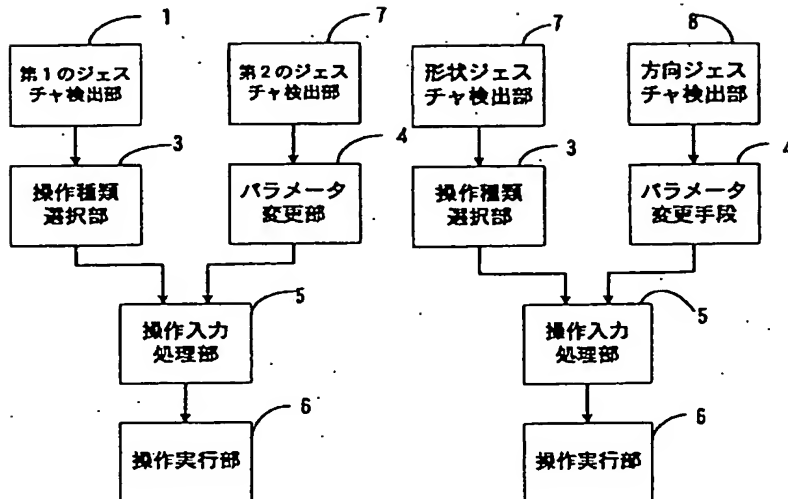 1
7
7
8
第1のジェス
チャ検出部
第2のジェス
チャ検出部
形状ジェス
チャ検出部
方向ジェス
チャ検出部
3
4
3
4
操作種類
選択部
パラメータ
変更部
操作種類
選択部
パラメータ
変更手段
5
5
操作入力
処理部
操作入力
処理部
6
6
操作実行部
操作実行部